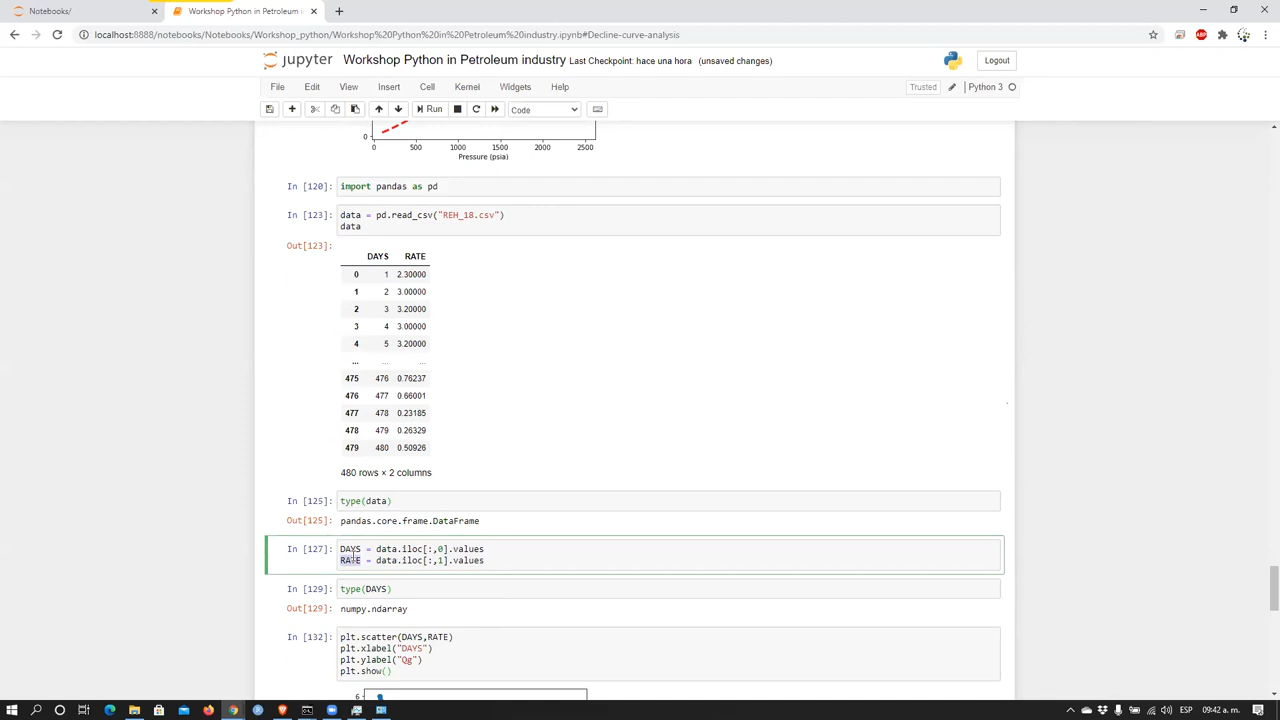 Notebooks/
Workshop Python in Petroleum i
localhost:8888/notebooks/Notebooks/Workshop_python/Workshop%20Python%20in%20Petroleum%20industry.ipynb#Decline-curve-analysis
ABP
jupyter Workshop Python in Petroleum industry Last Checkpoint: hace una hora (unsaved changes)
Logout
File Edit View Insert Cell Kernel Widgets Help
Trusted Python 3
Run Code
0
0 500 1000 1500 2000 2500
Pressure (psia)
In [120]: import pandas as pd
In [123]: data = pd.read_csv("REH_18.csv")
data
Out[123]:
DAYS RATE
0 1 2.30000
1 2 3.00000
2 3 3.20000
3 4 3.00000
4 5 3.20000
... ... ...
475 476 0.76237
476 477 0.66001
477 478 0.23185
478 479 0.26329
479 480 0.50926
480 rows × 2 columns
In [125]: type(data)
Out[125]: pandas.core.frame.DataFrame
In [127]: DAYS = data.iloc[:,0].values
RATE = data.iloc[:,1].values
In [129]: type(DAYS)
Out[129]: numpy.ndarray
In [132]: plt.scatter(DAYS,RATE)
plt.xlabel("DAYS")
plt.ylabel("Qg")
plt.show()
6
ESP 09:42 a. m.